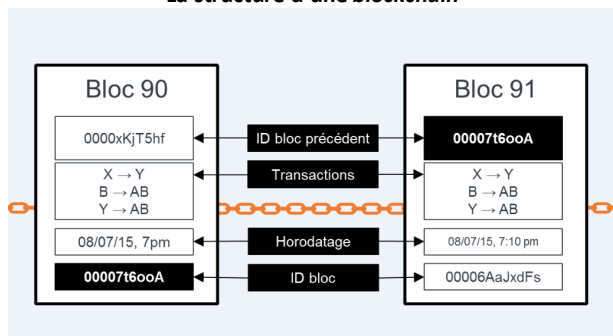 La structure d'une blockchain
Bloc 90
0000xKjT5hf
X → Y
B → AB
Y → AB
08/07/15, 7pm
00007t6ooA
ID bloc précédent
Transactions
Horodatage
ID bloc
Bloc 91
00007t6ooA
X → Y
B → AB
Y → AB
08/07/15, 7:10 pm
00006AaJxdFs